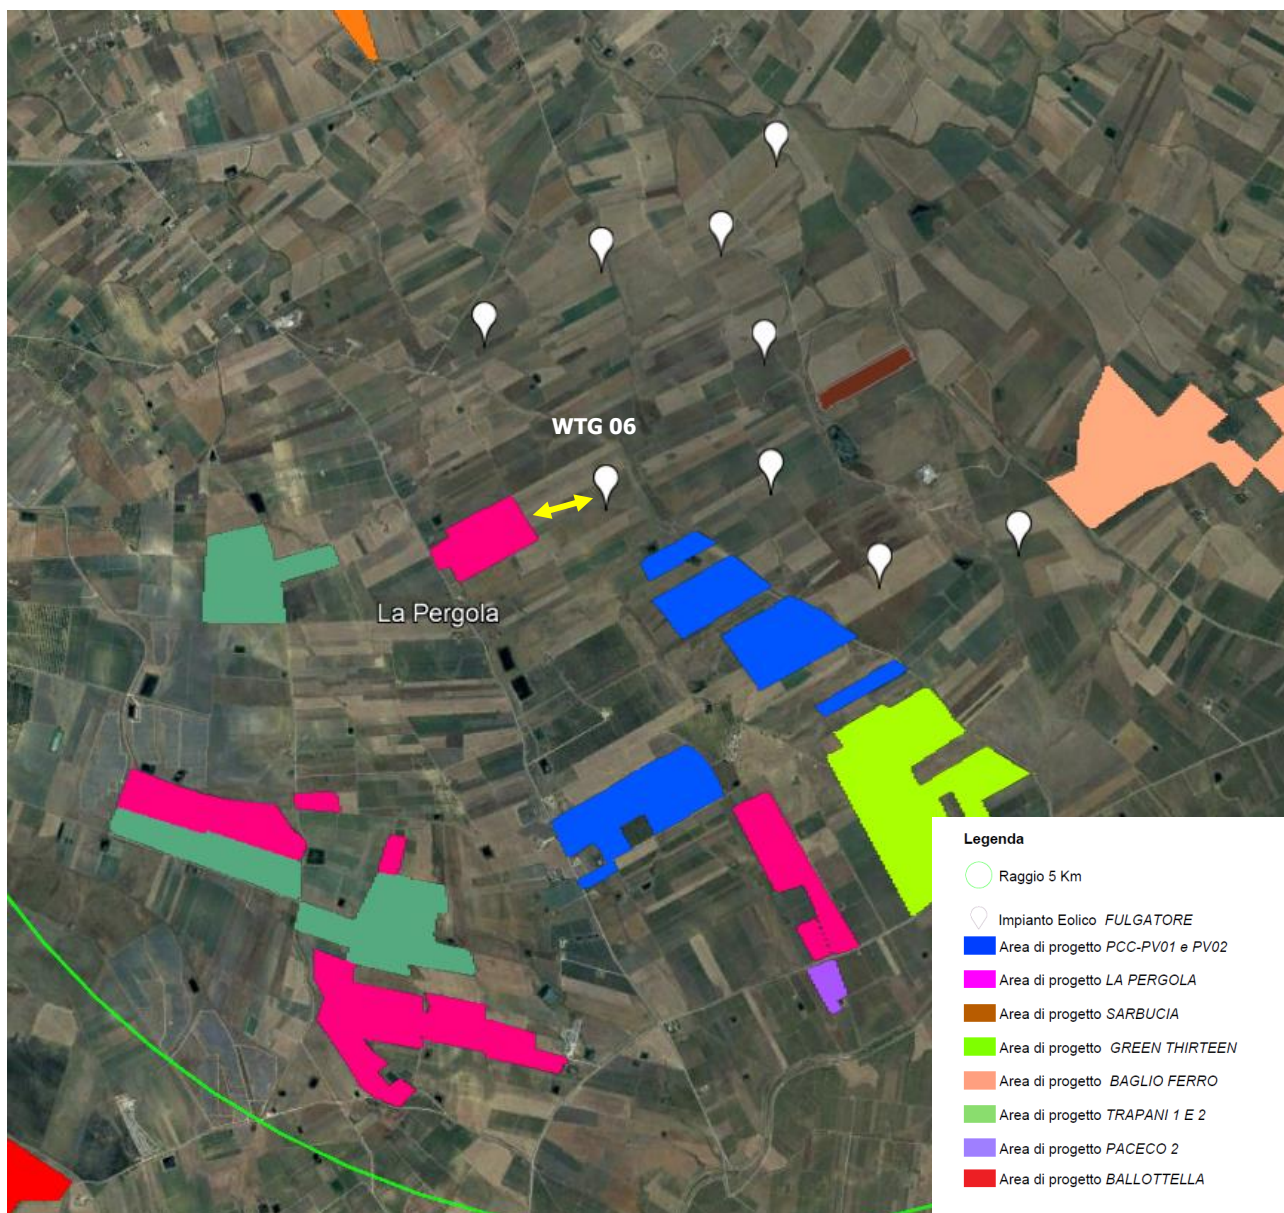 WTG 06
La Pergola
Legenda
Raggio 5 Km
Impianto Eolico FULGATORE
Area di progetto PCC-PV01 e PV02
Area di progetto LA PERGOLA
Area di progetto SARBUCIA
Area di progetto GREEN THIRTEEN
Area di progetto BAGLIO FERRO
Area di progetto TRAPANI 1 E 2
Area di progetto PACECO 2
Area di progetto BALLOTTELLA